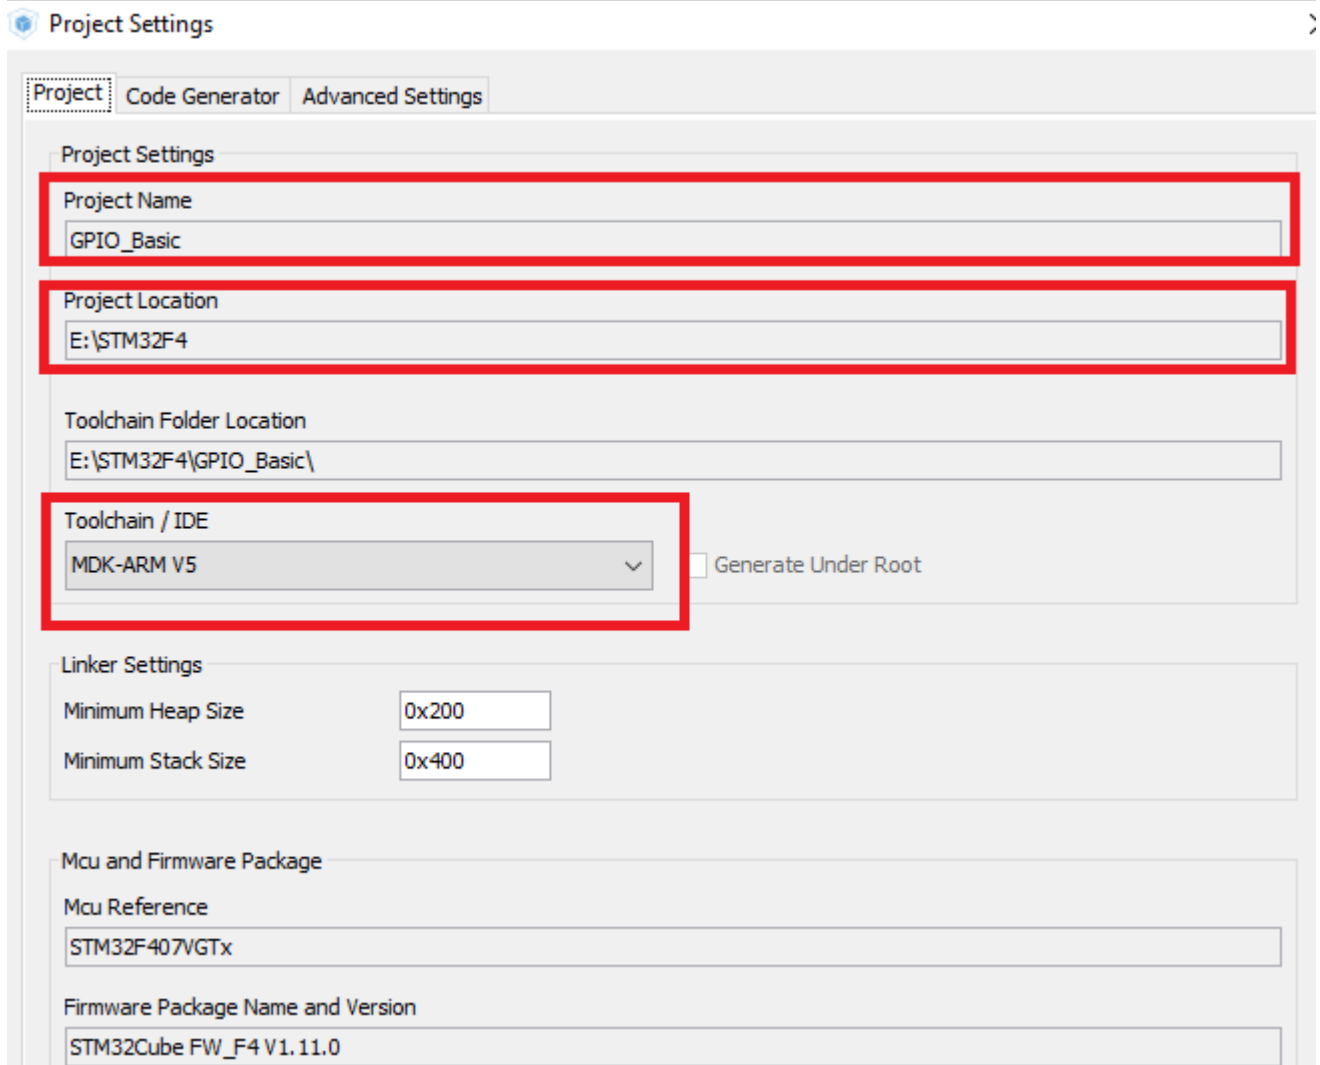 Project Settings
Project Code Generator Advanced Settings
Project Settings
Project Name
GPIO_Basic
Project Location
E:\STM32F4
Toolchain Folder Location
E:\STM32F4\GPIO_Basic\
Toolchain / IDE
MDK-ARM V5
Generate Under Root
Linker Settings
Minimum Heap Size 0x200
Minimum Stack Size 0x400
Mcu and Firmware Package
Mcu Reference
STM32F407VGTx
Firmware Package Name and Version
STM32Cube FW_F4 V1.11.0